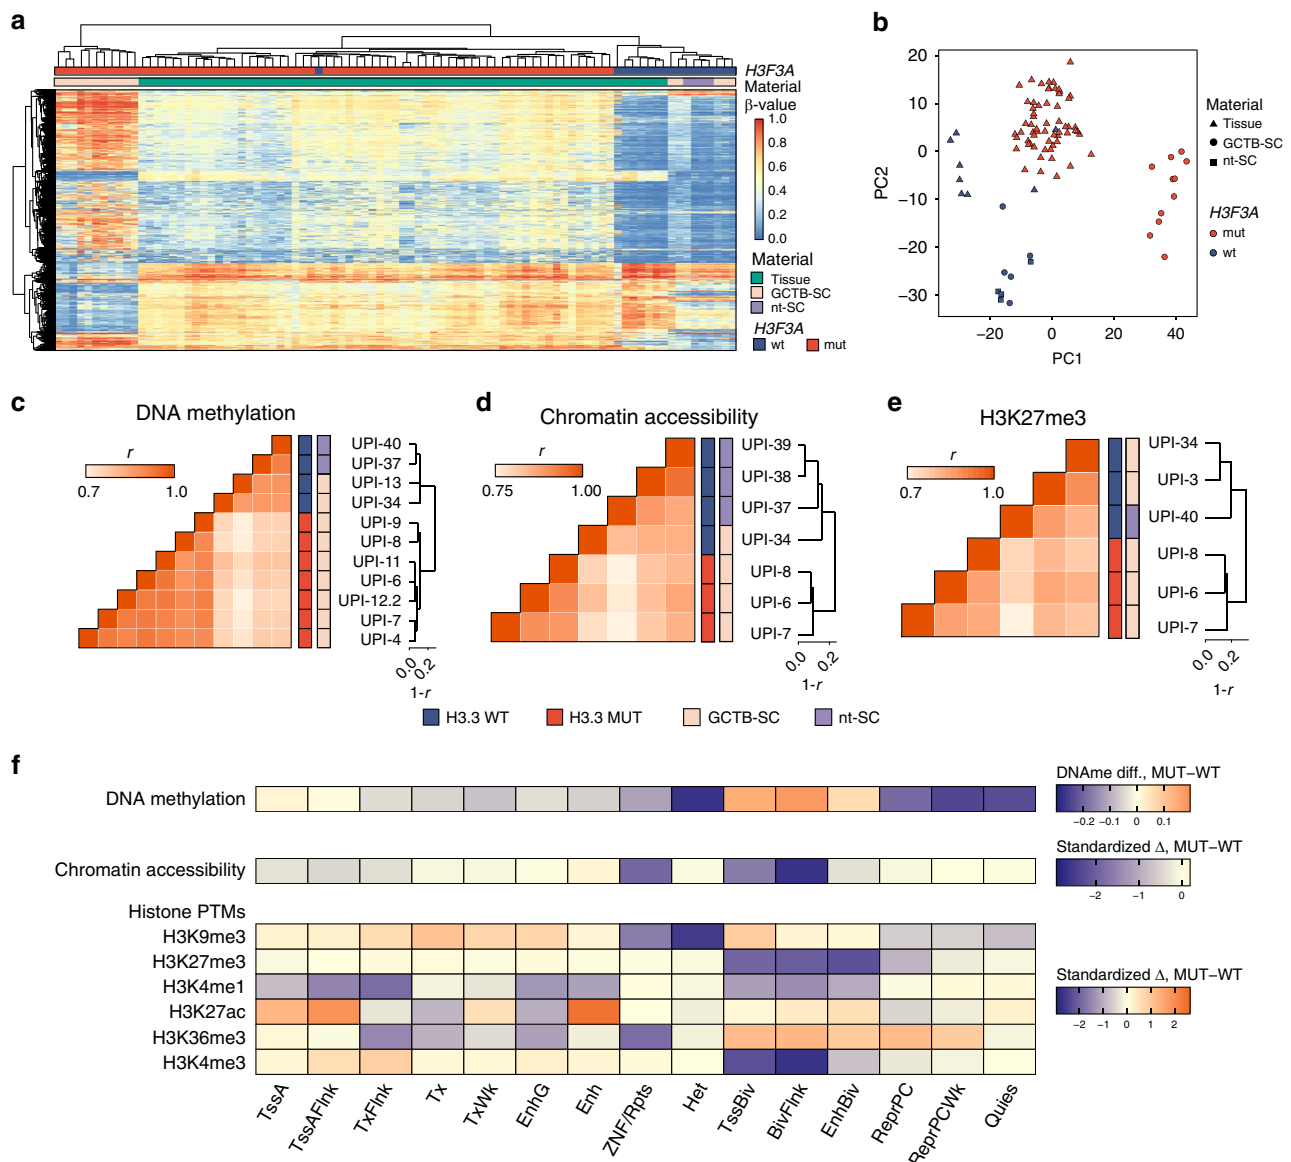 a
H3F3A
Material
β-value
1.0
0.8
0.6
0.4
0.2
0.0
Material
Tissue
GCTB-SC
nt-SC
H3F3A
wt
mut
b
20
10
0
−10
−20
−30
PC2
−20
0
20
40
PC1
Material
Tissue
GCTB-SC
nt-SC
H3F3A
mut
wt
c
DNA methylation
r
0.7
1.0
UPI-40
UPI-37
UPI-13
UPI-34
UPI-9
UPI-8
UPI-11
UPI-6
UPI-12.2
UPI-7
UPI-4
0.0
0.2
1-r
d
Chromatin accessibility
r
0.75
1.00
UPI-39
UPI-38
UPI-37
UPI-34
UPI-8
UPI-6
UPI-7
0.0
0.2
1-r
e
H3K27me3
r
0.7
1.0
UPI-34
UPI-3
UPI-40
UPI-8
UPI-6
UPI-7
0.0
0.2
1-r
H3.3 WT
H3.3 MUT
GCTB-SC
nt-SC
f
DNA methylation
DNAme diff., MUT−WT
−0.2
−0.1
0
0.1
Chromatin accessibility
Standardized Δ, MUT−WT
−2
−1
0
Histone PTMs
H3K9me3
H3K27me3
H3K4me1
H3K27ac
H3K36me3
H3K4me3
Standardized Δ, MUT−WT
−2
−1
0
1
2
TssA
TssAFlnk
TxFlnk
Tx
TxWk
EnhG
Enh
ZNF/Rpts
Het
TssBiv
BivFlnk
EnhBiv
ReprPC
ReprPCWk
Quies